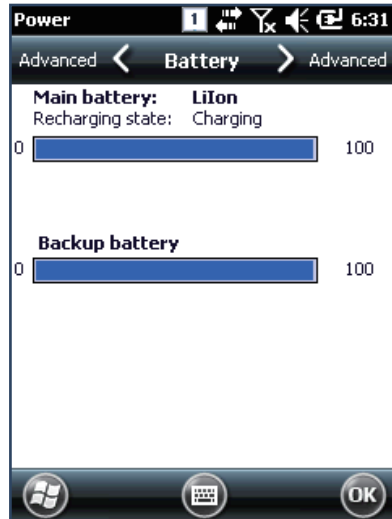 Power 1 6:31
Advanced Battery Advanced
Main battery: LiIon
Recharging state: Charging
0 100
Backup battery
0 100
OK